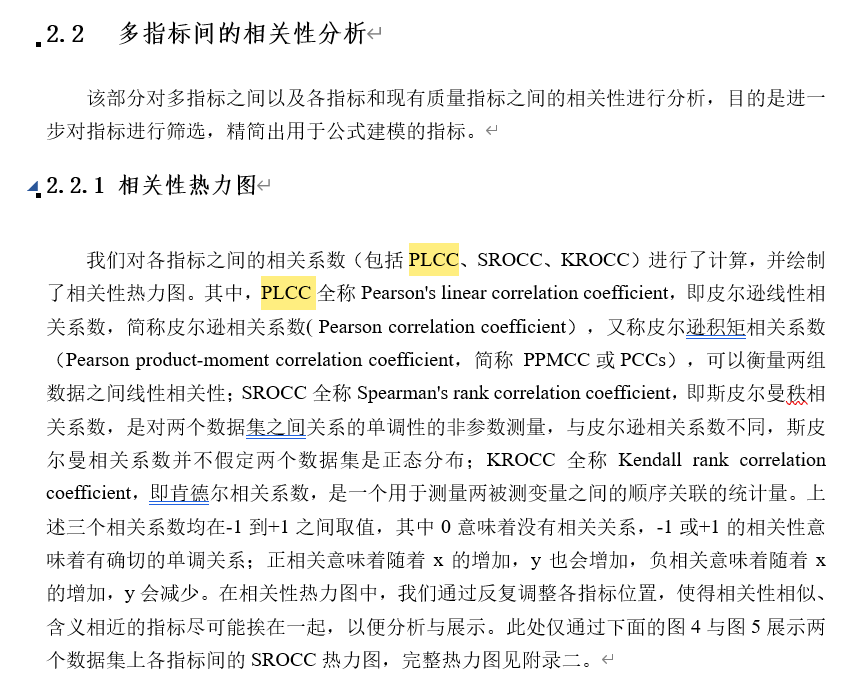 2.2 多指标间的相关性分析
该部分对多指标之间以及各指标和现有质量指标之间的相关性进行分析，目的是进一
步对指标进行筛选，精简出用于公式建模的指标。
2.2.1 相关性热力图
我们对各指标之间的相关系数（包括 PLCC、SROCC、KROCC）进行了计算，并绘制
了相关性热力图。其中，PLCC 全称 Pearson's linear correlation coefficient，即皮尔逊线性相
关系数，简称皮尔逊相关系数( Pearson correlation coefficient），又称皮尔逊积矩相关系数
（Pearson product-moment correlation coefficient，简称 PPMCC 或 PCCs），可以衡量两组
数据之间线性相关性；SROCC 全称 Spearman's rank correlation coefficient，即斯皮尔曼秩相
关系数，是对两个数据集之间关系的单调性的非参数测量，与皮尔逊相关系数不同，斯皮
尔曼相关系数并不假定两个数据集是正态分布；KROCC 全称 Kendall rank correlation
coefficient，即肯德尔相关系数，是一个用于测量两被测变量之间的顺序关联的统计量。上
述三个相关系数均在-1 到+1 之间取值，其中 0 意味着没有相关关系，-1 或+1 的相关性意
味着有确切的单调关系；正相关意味着随着 x 的增加，y 也会增加，负相关意味着随着 x
的增加，y 会减少。在相关性热力图中，我们通过反复调整各指标位置，使得相关性相似、
含义相近的指标尽可能挨在一起，以便分析与展示。此处仅通过下面的图 4 与图 5 展示两
个数据集上各指标间的 SROCC 热力图，完整热力图见附录二。